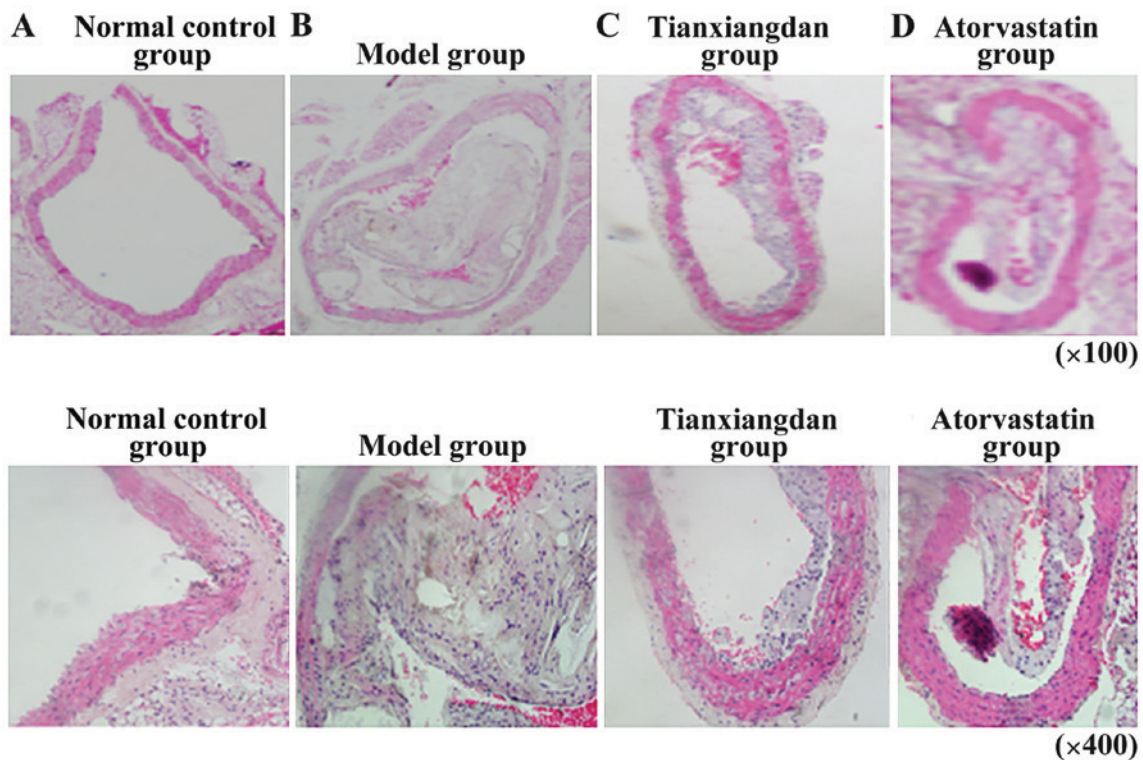 A Normal control group
B Model group
C Tianxiangdan group
D Atorvastatin group
(×100)
Normal control group
Model group
Tianxiangdan group
Atorvastatin group
(×400)